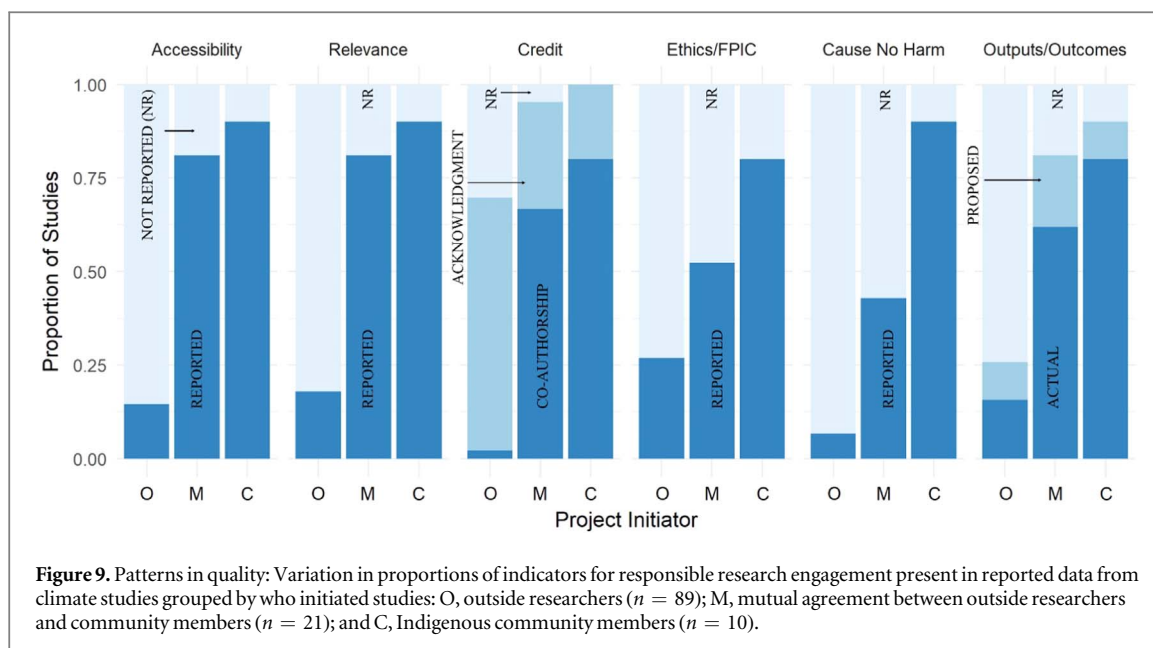 Accessibility Relevance Credit Ethics/FPIC Cause No Harm Outputs/Outcomes
O M C O M C O M C O M C O M C O M C
1.00
0.75
0.50
0.25
0.00
Proportion of Studies
NOT REPORTED (NR)
REPORTED
NR
REPORTED
NR
ACKNOWLEDGMENT
CO-AUTHORSHIP
NR
REPORTED
NR
REPORTED
NR
PROPOSED
ACTUAL
O M C O M C O M C O M C O M C O M C
Project Initiator
Figure 9. Patterns in quality: Variation in proportions of indicators for responsible research engagement present in reported data from
climate studies grouped by who initiated studies: O, outside researchers (n = 89); M, mutual agreement between outside researchers
and community members (n = 21); and C, Indigenous community members (n = 10).